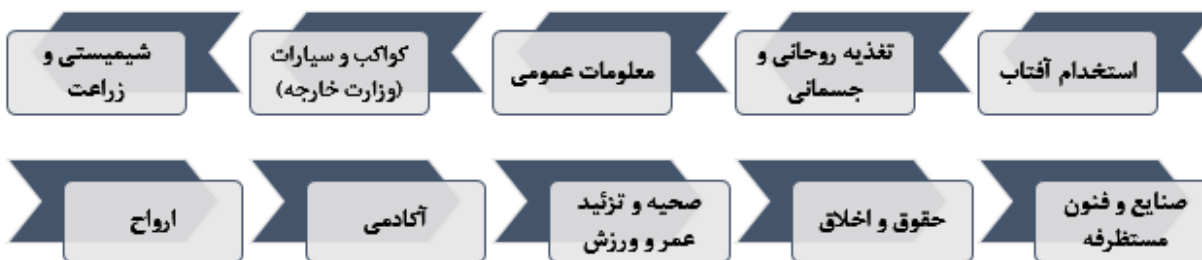 استخدام آفتاب
تغذیه روحانی و
جسمانی
معلومات عمومی
کواکب و سیارات
(وزارت خارجه)
شیمیستی و
زراعت
ارواح
آکادمی
صحیه و تزئید
عمر و ورزش
حقوق و اخلاق
صنایع و فنون
مستظرفه